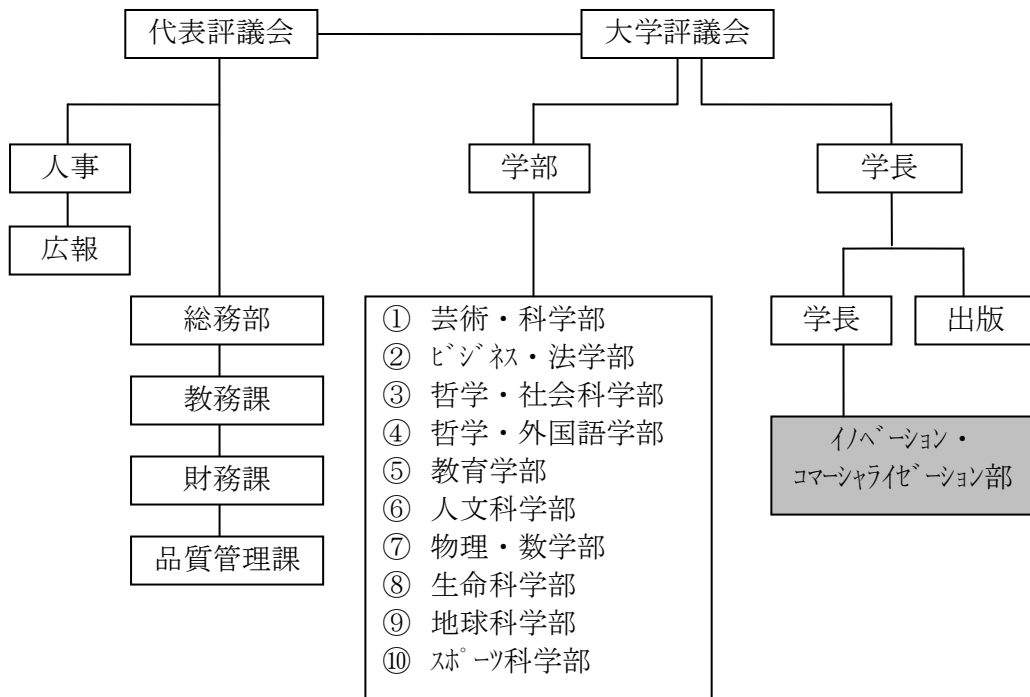 代表評議会
大学評議会
人事
学部
学長
広報
総務部
教務課
財務課
品質管理課
① 芸術・科学部
② ﾋﾞｼﾞﾈｽ・法学部
③ 哲学・社会科学部
④ 哲学・外国語学部
⑤ 教育学部
⑥ 人文科学部
⑦ 物理・数学部
⑧ 生命科学部
⑨ 地球科学部
⑩ ｽﾎﾟｰﾂ科学部
学長
出版
ｲﾉﾍﾞｰｼｮﾝ・
ｺﾏｰｼｬﾗｲｾﾞｰｼｮﾝ部